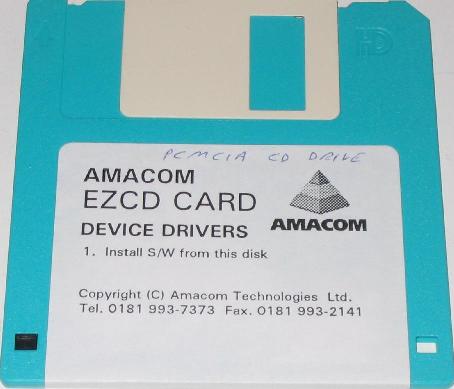 HD
PCMCIA CD DRIVE
AMACOM
EZCD CARD
AMACOM
DEVICE DRIVERS
1. Install S/W from this disk
Copyright (C) Amacom Technologies Ltd.
Tel. 0181 993-7373 Fax. 0181 993-2141